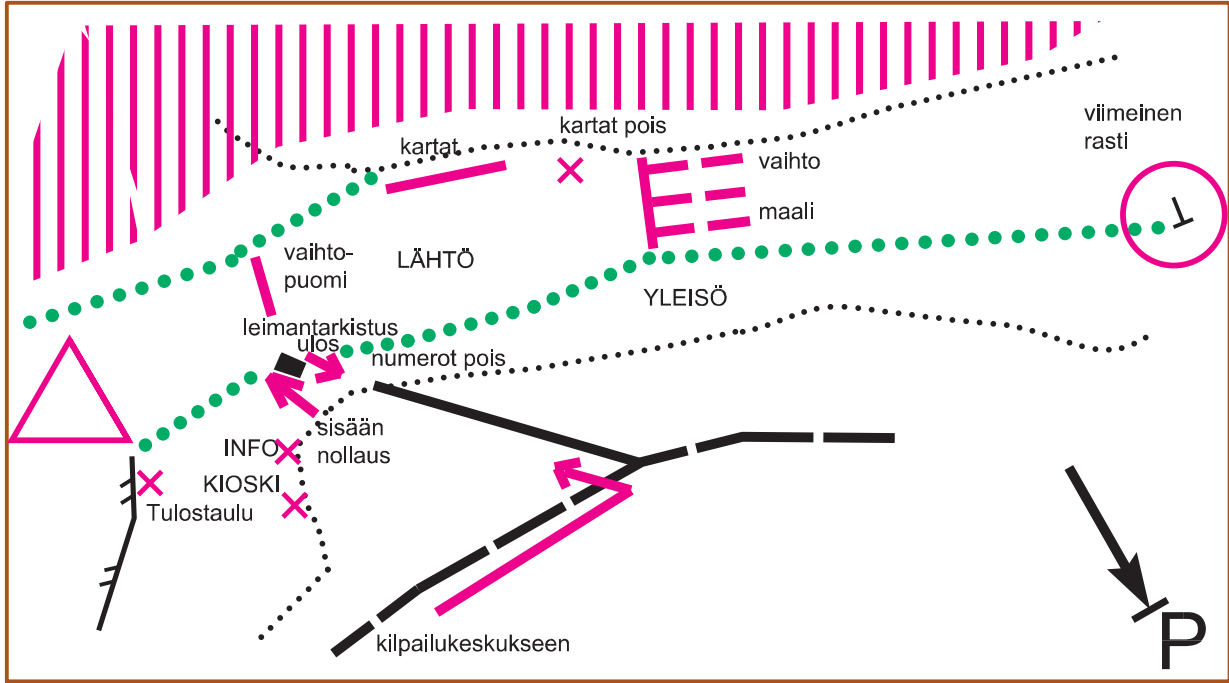 kartat pois
kartat
vaihto
viimeinen
rasti
maali
vaihto-
puomi
LÄHTÖ
YLEISÖ
leimantarkistus
ulos
numerot pois
sisään
nollaus
INFO
KIOSKI
Tulostaulu
kilpailukeskukseen
P